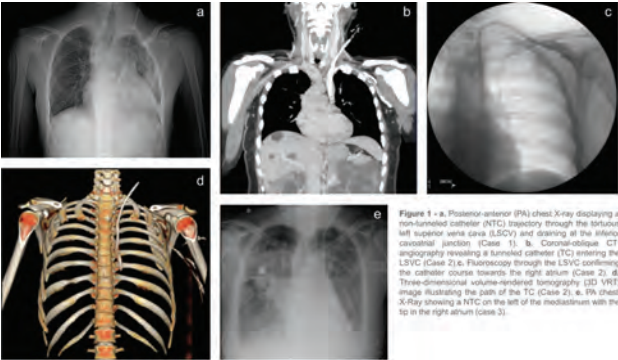 a
b
c
d
e
Figure 1 - a. Posterior-anterior (PA) chest X-ray displaying a
non-tunneled catheter (NTC) trajectory through the tortuous
left superior vena cava (LSCV) and draining at the inferior
cavoatrial junction (Case 1). b. Coronal-oblique CT
angiography revealing a tunneled catheter (TC) entering the
LSVC (Case 2).c. Fluoroscopy through the LSVC confirming
the catheter course towards the right atrium (Case 2). d.
Three-dimensional volume-rendered tomography (3D VRT)
image illustrating the path of the TC (Case 2). e. PA chest
X-Ray showing a NTC on the left of the mediastinum with the
tip in the right atrium (case 3).